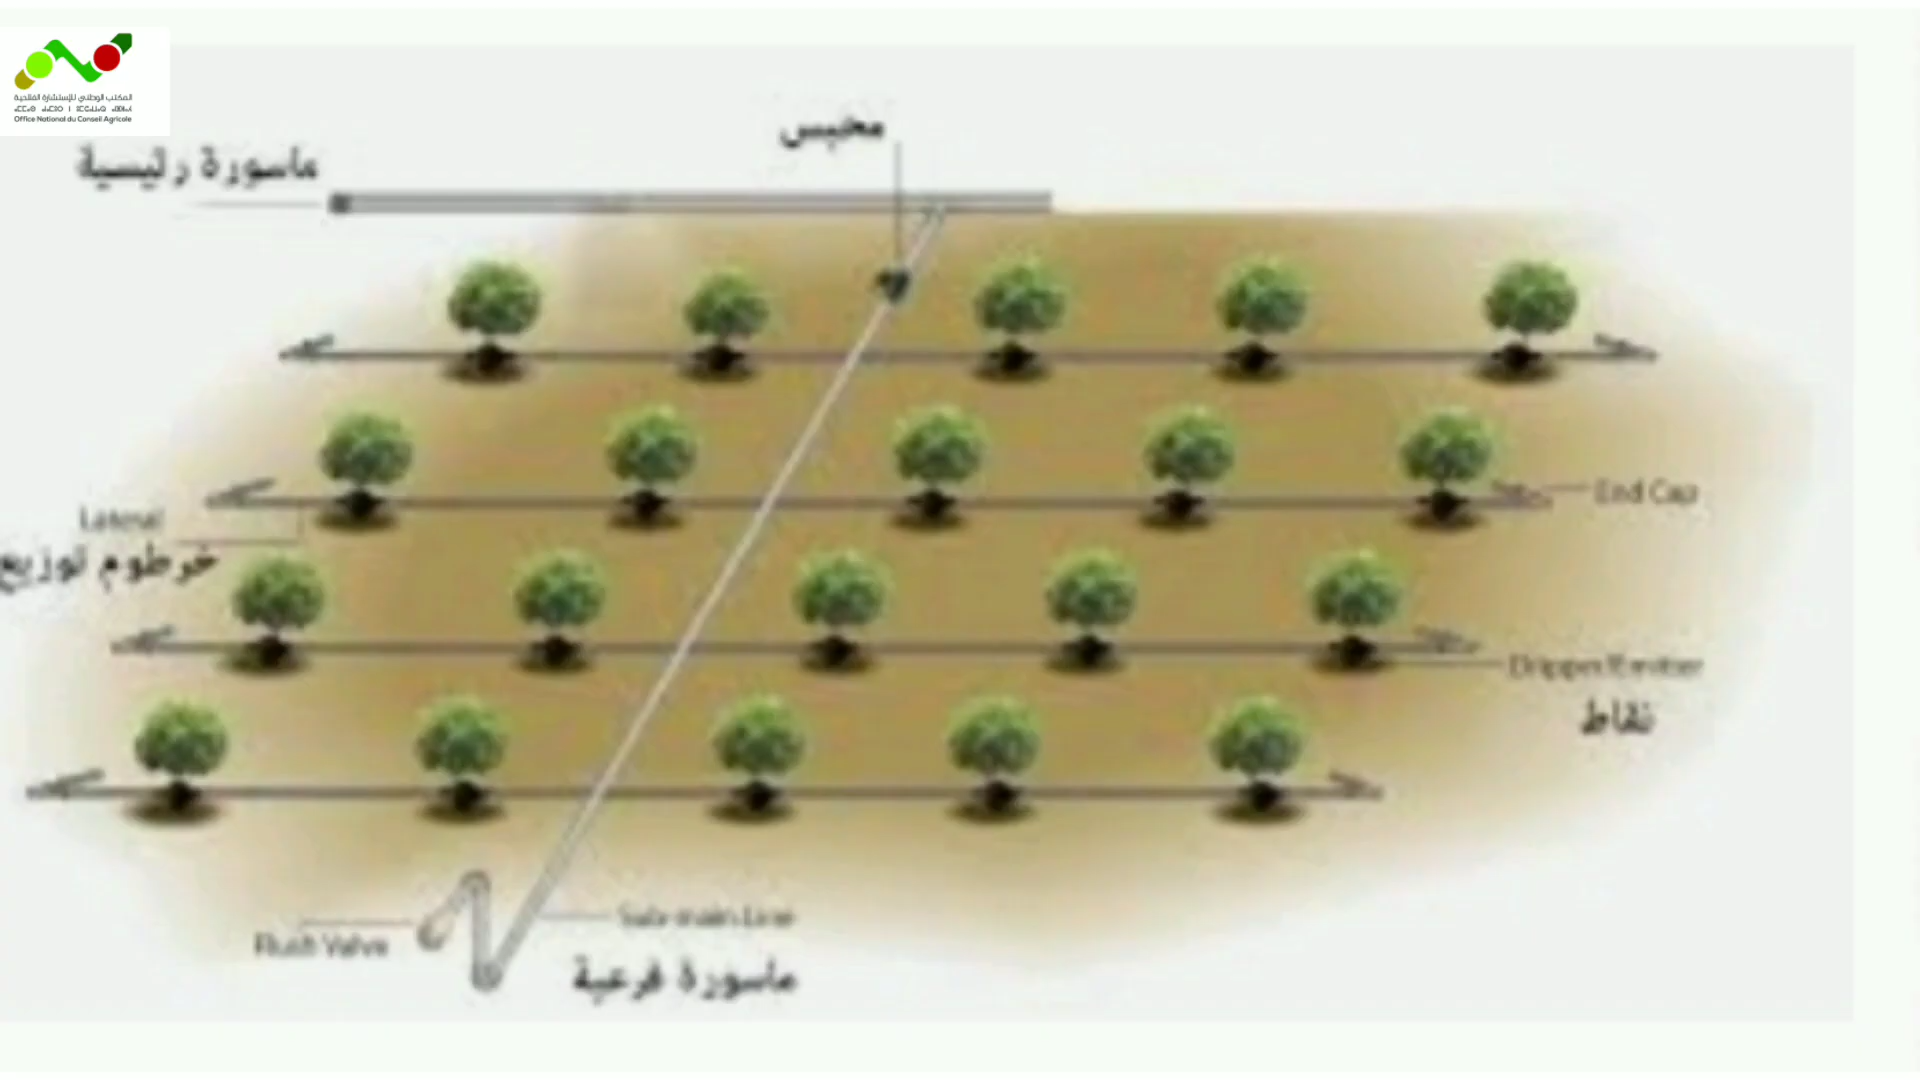 المكتب الوطني للإستشارة الفلاحية
Office National du Conseil Agricole
محبس
ماسورة رئيسية
End Cap
Lateral
خرطوم توزيع
Dripper/Emitter
نقاط
Sub-main Line
Flush Valve
ماسورة فرعية